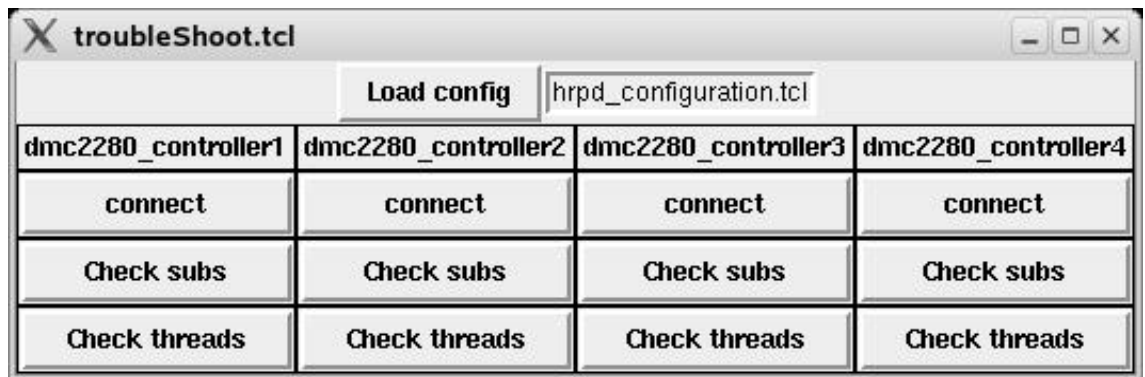 troubleShoot.tcl
Load config hrpd_configuration.tcl
dmc2280_controller1 dmc2280_controller2 dmc2280_controller3 dmc2280_controller4
connect connect connect connect
Check subs Check subs Check subs Check subs
Check threads Check threads Check threads Check threads